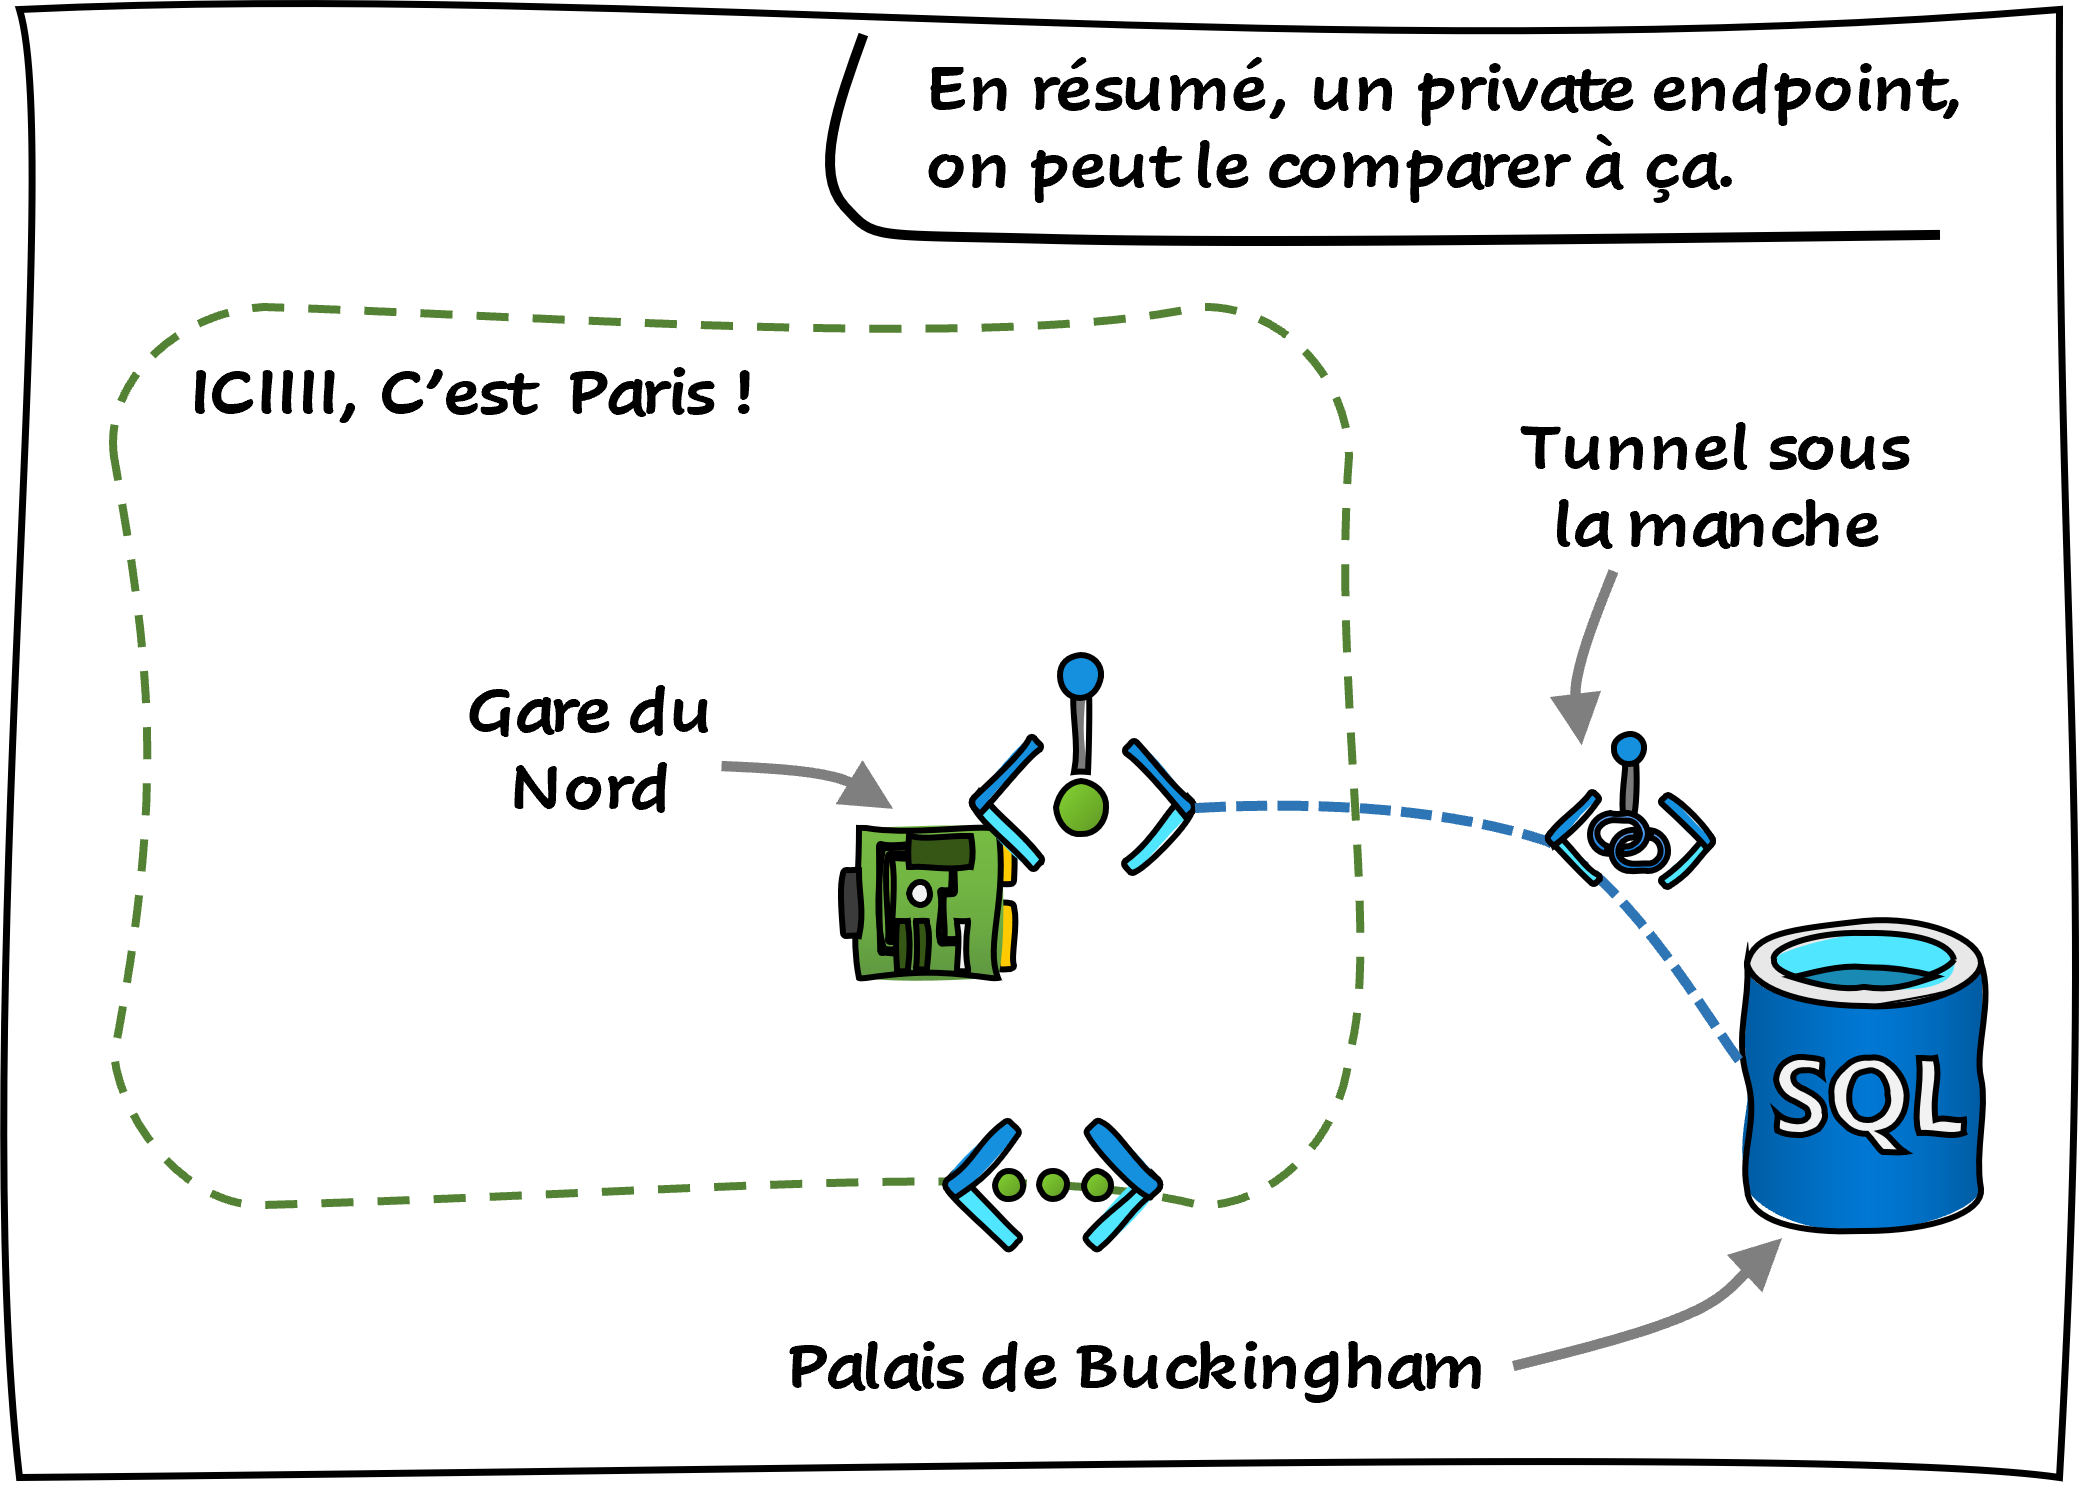 En résumé, un private endpoint,
on peut le comparer à ça.
ICIIIII, C'est Paris !
Tunnel sous
la manche
Gare du
Nord
SQL
Palais de Buckingham